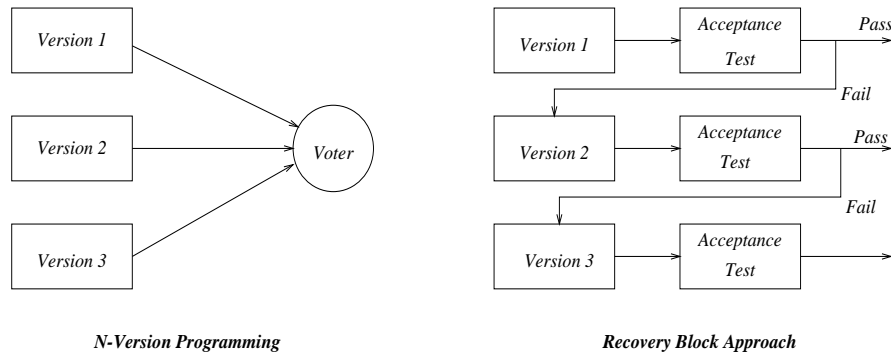 Version 1
Version 2
Version 3
Voter
N-Version Programming
Version 1
Acceptance
Test
Pass
Fail
Version 2
Acceptance
Test
Pass
Fail
Version 3
Acceptance
Test
Recovery Block Approach